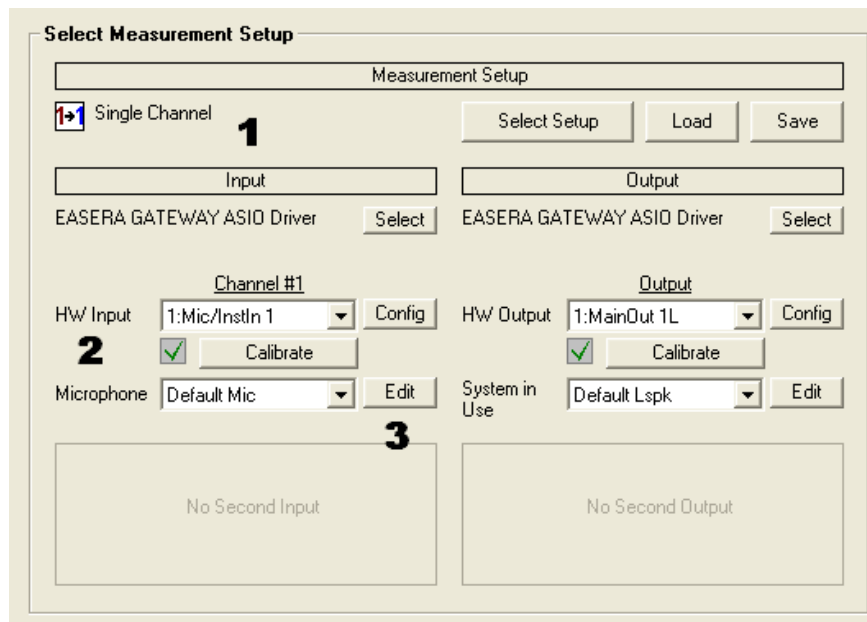 Select Measurement Setup
Measurement Setup
1→1 Single Channel
1
Select Setup
Load
Save
Input
Output
EASERA GATEWAY ASIO Driver
Select
EASERA GATEWAY ASIO Driver
Select
Channel #1
Output
HW Input
1:Mic/InstIn 1
Config
HW Output
1:MainOut 1L
Config
2
Calibrate
Calibrate
Microphone
Default Mic
Edit
System in
Use
Default Lspk
Edit
3
No Second Input
No Second Output